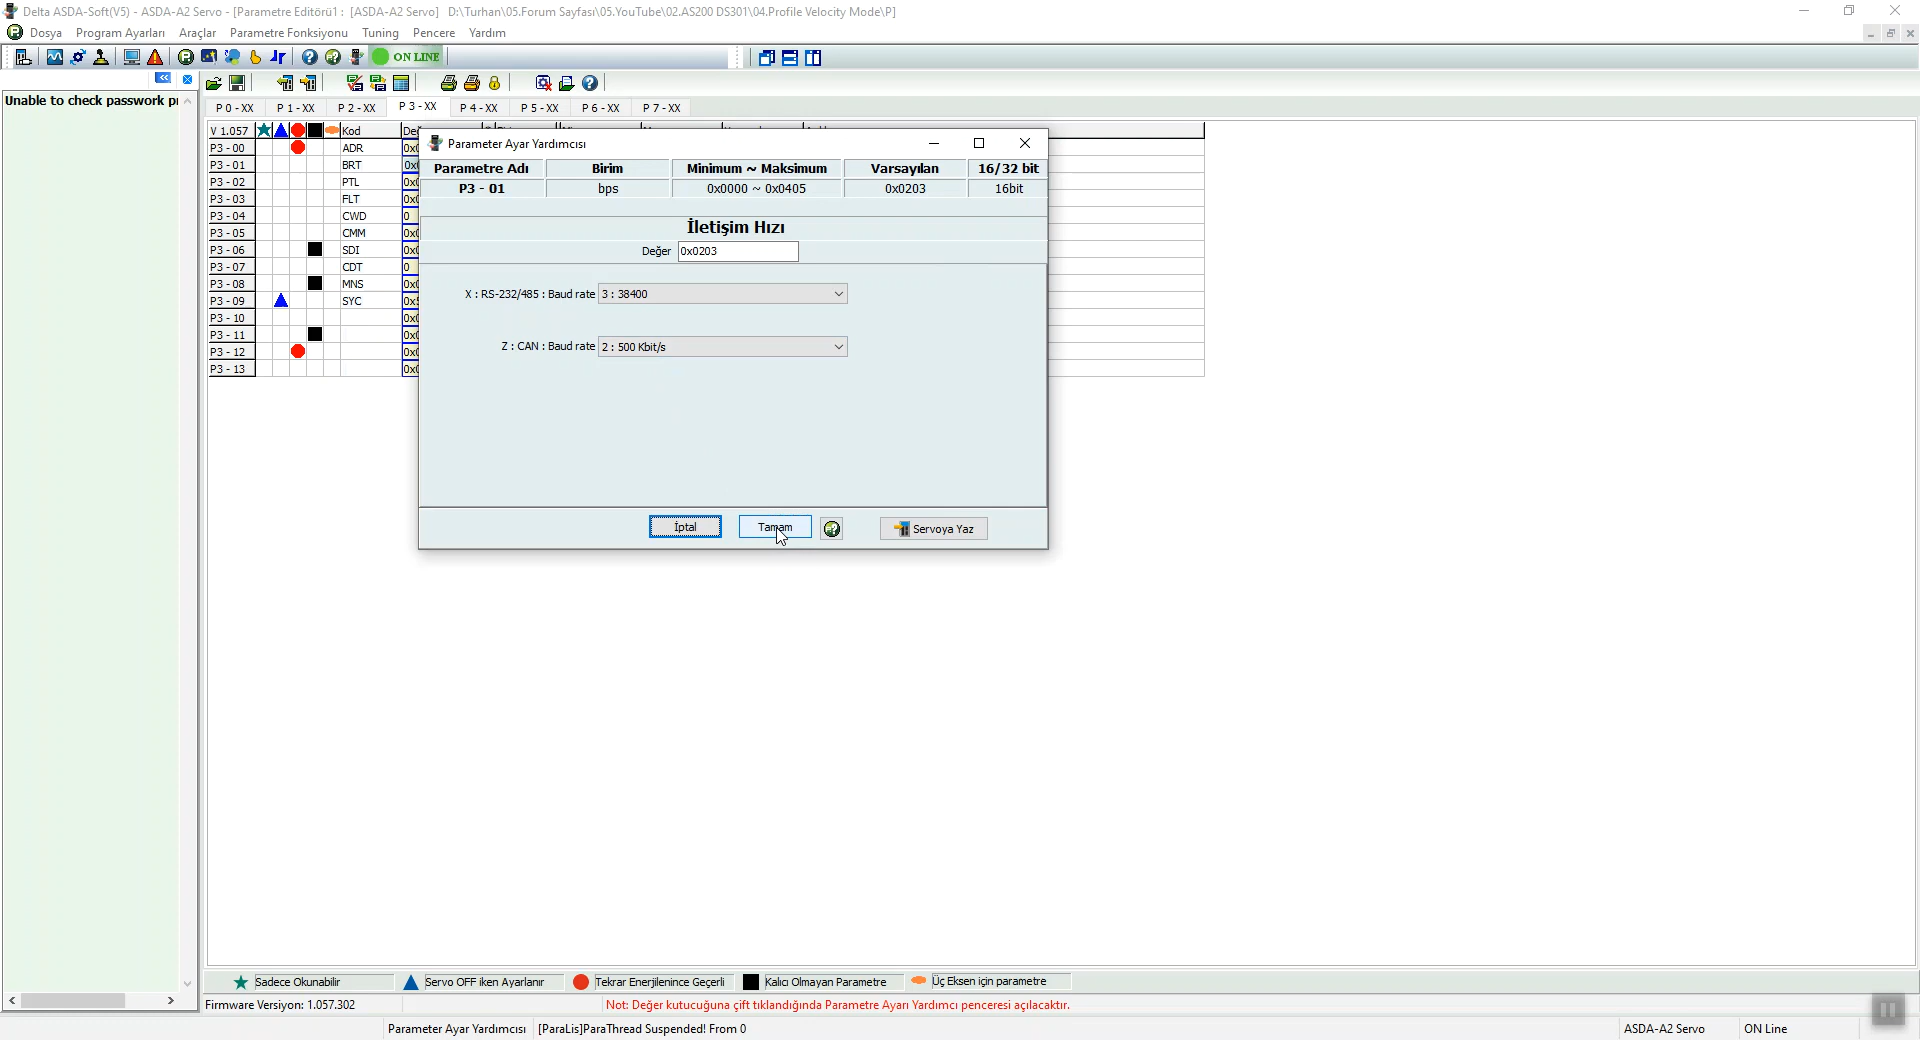 Delta ASDA-Soft(V5) - ASDA-A2 Servo - [Parametre Editörü1 : [ASDA-A2 Servo] D:\Turhan\05.Forum Sayfası\05.YouTube\02.AS200 DS301\04.Profile Velocity Mode\P]
Dosya Program Ayarları Araçlar Parametre Fonksiyonu Tuning Pencere Yardım
ON LINE
Unable to check passwork
P 0 - XX P 1 - XX P 2 - XX P 3 - XX P 4 - XX P 5 - XX P 6 - XX P 7 - XX
V 1.057 Kod
P3 - 00 ADR
P3 - 01 BRT
P3 - 02 PTL
P3 - 03 FLT
P3 - 04 CWD 0
P3 - 05 CMM
P3 - 06 SDI
P3 - 07 CDT 0
P3 - 08 MNS
P3 - 09 SYC
P3 - 10
P3 - 11
P3 - 12
P3 - 13
Parameter Ayar Yardımcısı
Parametre Adı Birim Minimum ~ Maksimum Varsayılan 16/32 bit
P3 - 01 bps 0x0000 ~ 0x0405 0x0203 16bit
İletişim Hızı
Değer 0x0203
X : RS-232/485 : Baud rate 3 : 38400
Z : CAN : Baud rate 2 : 500 Kbit/s
İptal Tamam Servoya Yaz
Sadece Okunabilir Servo OFF iken Ayarlanır Tekrar Enerjilenince Geçerli Kalıcı Olmayan Parametre Üç Eksen için parametre
Firmware Versiyon: 1.057.302 Not: Değer kutucuğuna çift tıklandığında Parametre Ayarı Yardımcı penceresi açılacaktır.
Parameter Ayar Yardımcısı [ParaLis]ParaThread Suspended! From 0 ASDA-A2 Servo ON Line